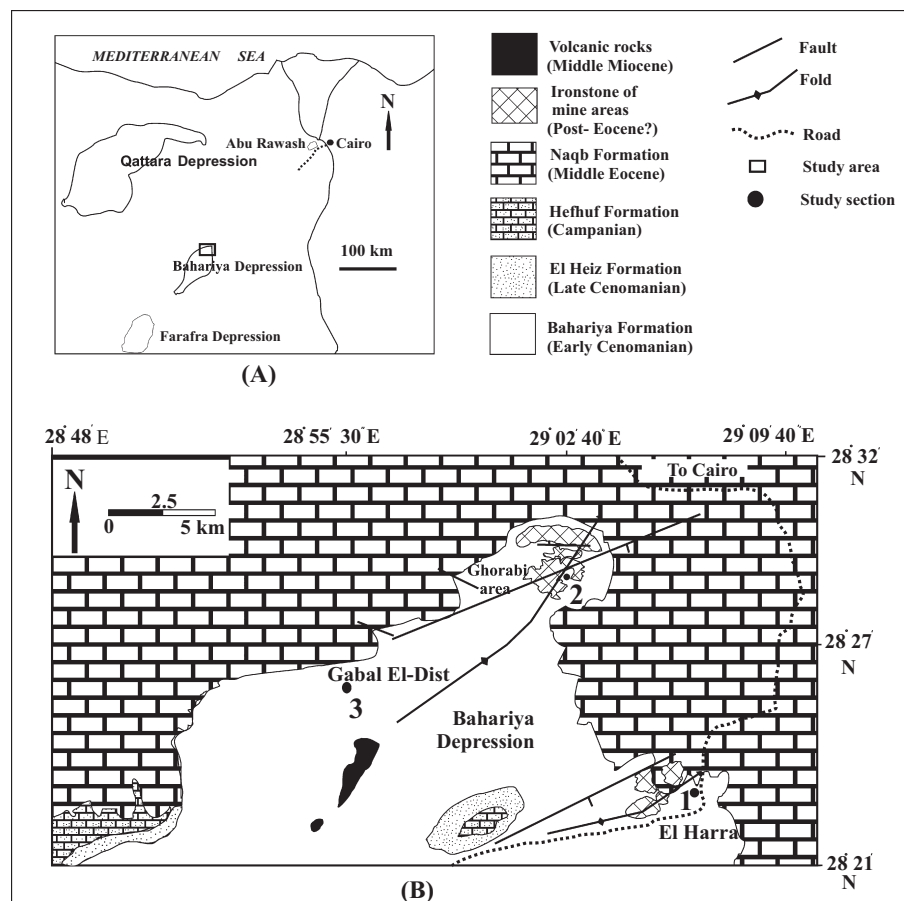 MEDITERRANEAN SEA
N
Abu Rawash
Cairo
Qattara Depression
100 km
Bahariya Depression
Farafra Depression
(A)
Volcanic rocks
(Middle Miocene)
Ironstone of
mine areas
(Post- Eocene?)
Naqb Formation
(Middle Eocene)
Hefhuf Formation
(Campanian)
El Heiz Formation
(Late Cenomanian)
Bahariya Formation
(Early Cenomanian)
Fault
Fold
Road
Study area
Study section
28° 48′ E
28° 55′ 30″ E
29° 02′ 40″ E
29° 09′ 40″ E
28° 32′
N
To Cairo
N
2.5
0 5 km
Ghorabi
area
2
28° 27′
N
Gabal El-Dist
3
Bahariya
Depression
1
El Harra
28° 21′
N
(B)